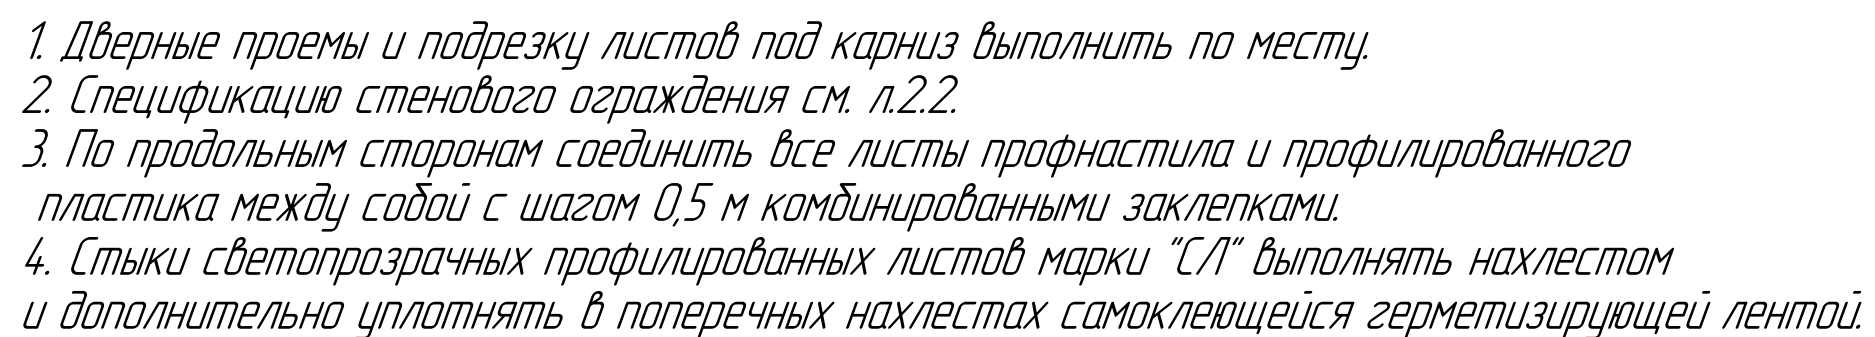 1. Дверные проемы и подрезку листов под карниз выполнить по месту.
2. Спецификацию стенового ограждения см. л.2.2.
3. По продольным сторонам соединить все листы профнастила и профилированного
пластика между собой с шагом 0,5 м комбинированными заклепками.
4. Стыки светопрозрачных профилированных листов марки "СЛ" выполнять нахлестом
и дополнительно уплотнять в поперечных нахлестах самоклеющейся герметизирующей лентой.